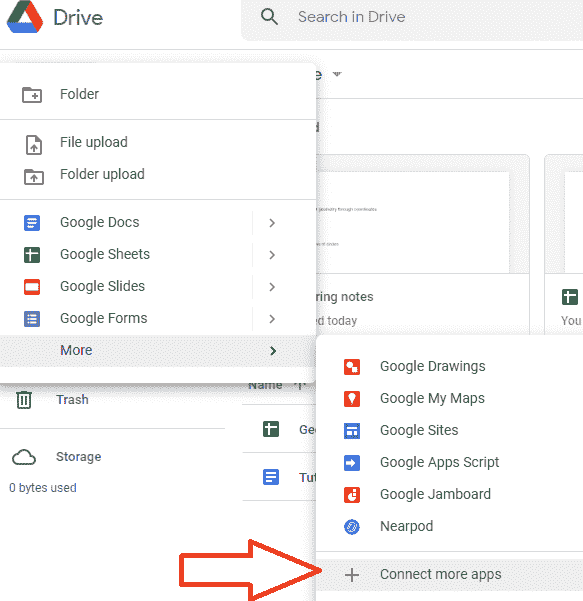 Drive
Search in Drive
Folder
File upload
Folder upload
Google Docs
Google Sheets
Google Slides
Google Forms
More
ring notes
ed today
You
Google Drawings
Google My Maps
Google Sites
Google Apps Script
Google Jamboard
Nearpod
Connect more apps
Name
Trash
Ge
Tut
Storage
0 bytes used